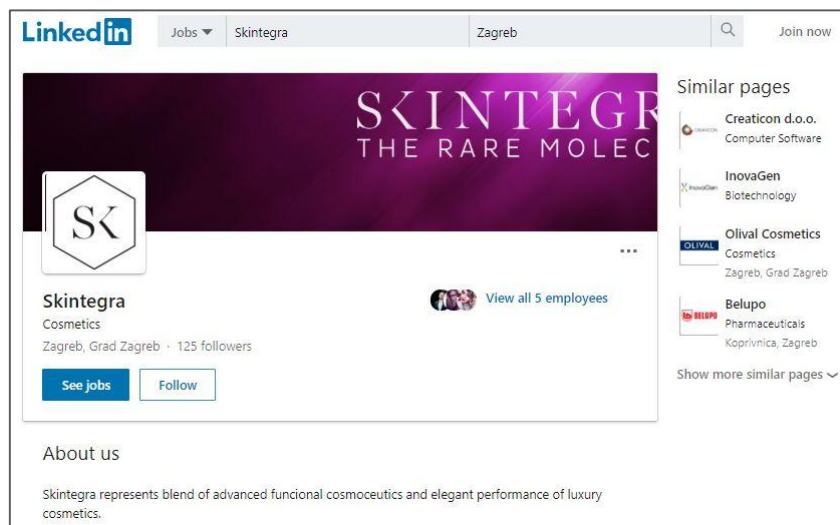 LinkedIn Jobs Skintegra Zagreb Join now
SKINTEGR
THE RARE MOLEC
SK
Skintegra
Cosmetics
Zagreb, Grad Zagreb · 125 followers
View all 5 employees
See jobs Follow
About us
Skintegra represents blend of advanced funcional cosmoceutics and elegant performance of luxury
cosmetics.
Similar pages
CREATICON
Creaticon d.o.o.
Computer Software
InovaGen
InovaGen
Biotechnology
OLIVAL
Olival Cosmetics
Cosmetics
Zagreb, Grad Zagreb
BELUPO
Belupo
Pharmaceuticals
Koprivnica, Zagreb
Show more similar pages